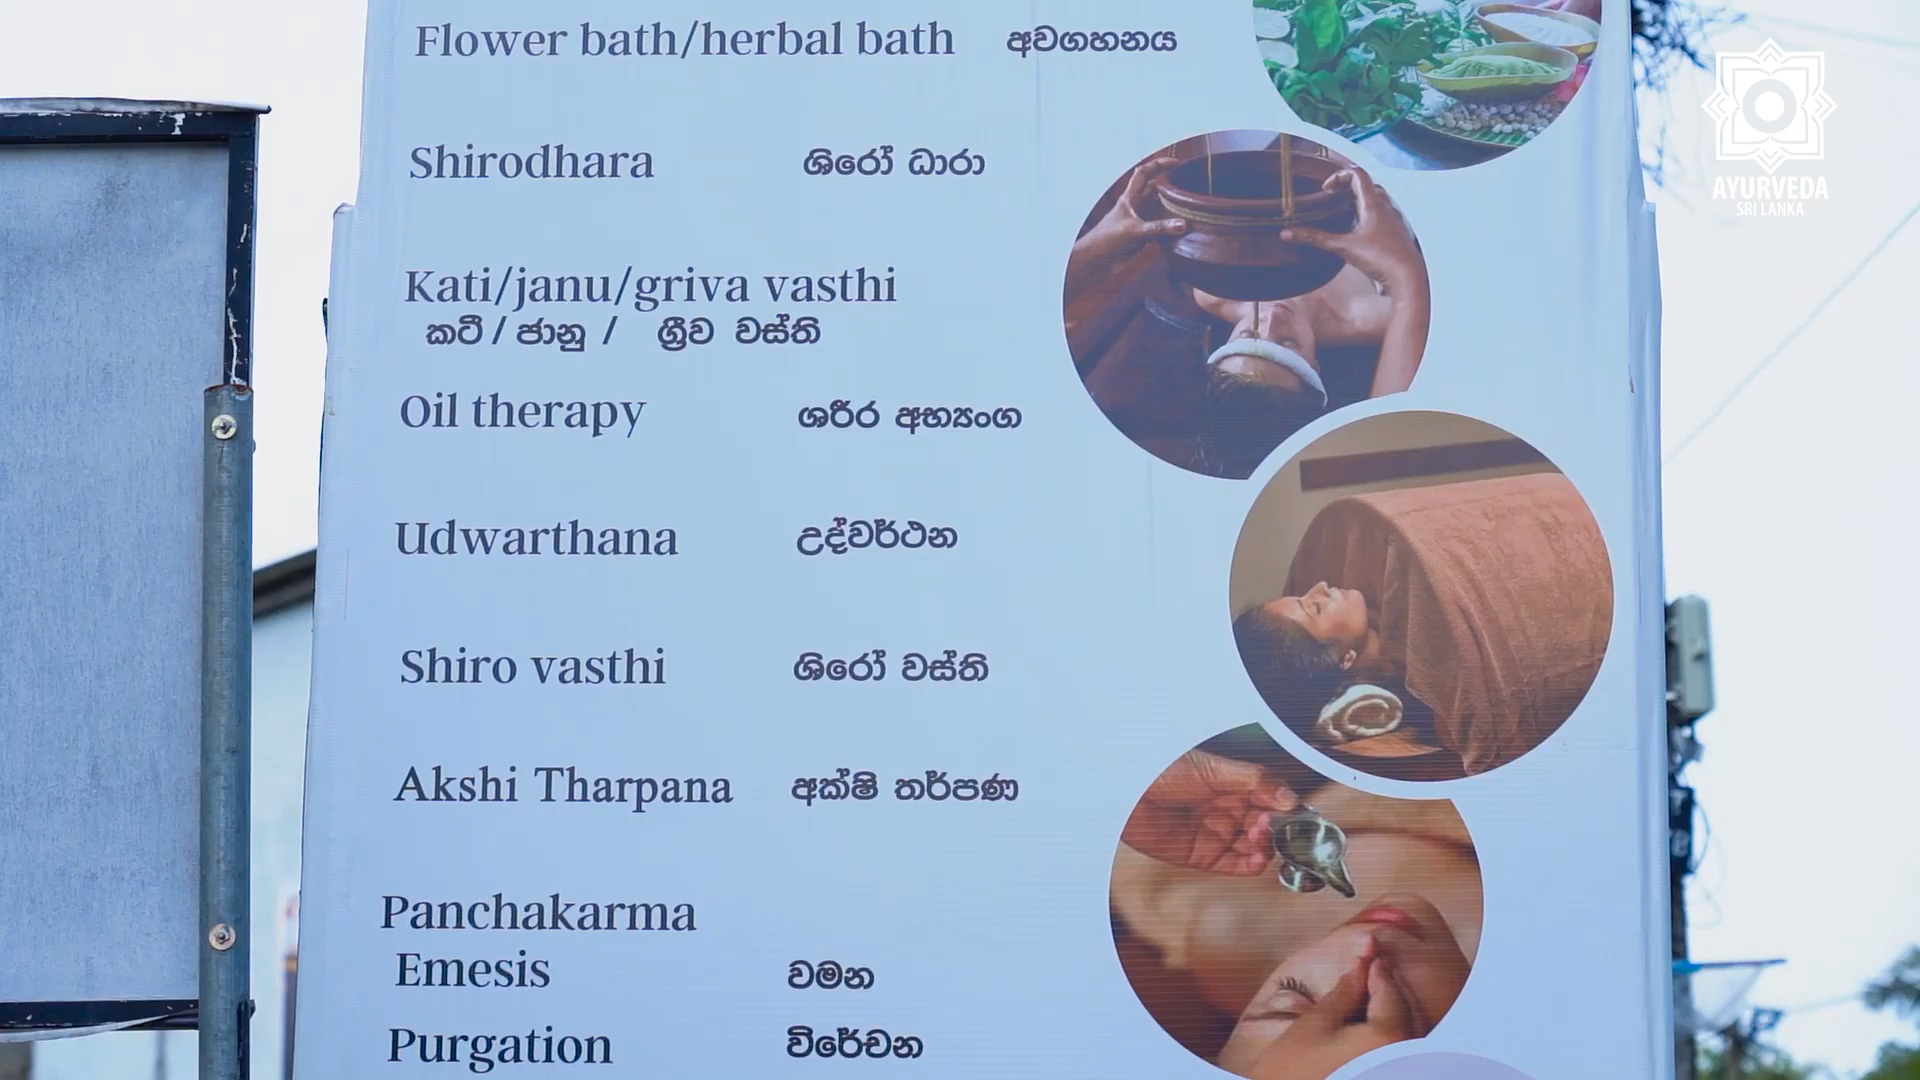 Flower bath/herbal bath අවගහනය
Shirodhara ශිරෝ ධාරා
Kati/janu/griva vasthi
කටී / ජානු / ග්‍රීව වස්ති
Oil therapy ශරීර අභ්‍යංග
Udwarthana උද්වර්ථන
Shiro vasthi ශිරෝ වස්ති
Akshi Tharpana අක්ෂි තර්පණ
Panchakarma
Emesis වමන
Purgation විරේචන
AYURVEDA
SRI LANKA